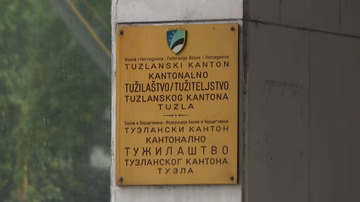 Bosna i Hercegovina - Federacija Bosne i Hercegovine
TUZLANSKI KANTON
KANTONALNO
TUŽILAŠTVO/TUŽITELJSTVO
TUZLANSKOG KANTONA
TUZLA
Босна и Херцеговина - Федерација Босне и Херцеговине
ТУЗЛАНСКИ КАНТОН
КАНТОНАЛНО
ТУЖИЛАШТВО
ТУЗЛАНСКОГ КАНТОНА
ТУЗЛА